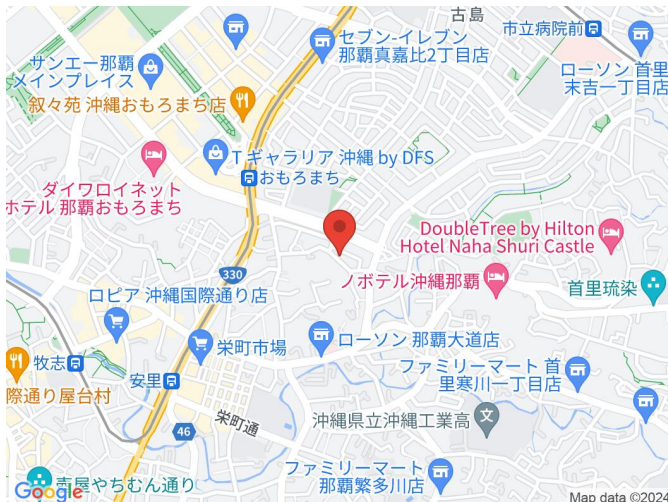 古島
市立病院前
セブン-イレブン
那覇真嘉比2丁目店
サンエー那覇
メインプレイス
ローソン 首里
末吉一丁目店
叙々苑 沖縄おもろまち店
Tギャラリア 沖縄 by DFS
おもろまち
ダイワロイネット
ホテル 那覇おもろまち
DoubleTree by Hilton
Hotel Naha Shuri Castle
330
ノボテル沖縄那覇
首里琉染
ロピア 沖縄国際通り店
ローソン 那覇大道店
栄町市場
牧志
安里
ファミリーマート 首
里寒川一丁目店
際通り屋台村
沖縄県立沖縄工業高
栄町通
46
ファミリーマート
那覇繁多川店
壺屋やちむん通り
Google
Map data ©2024